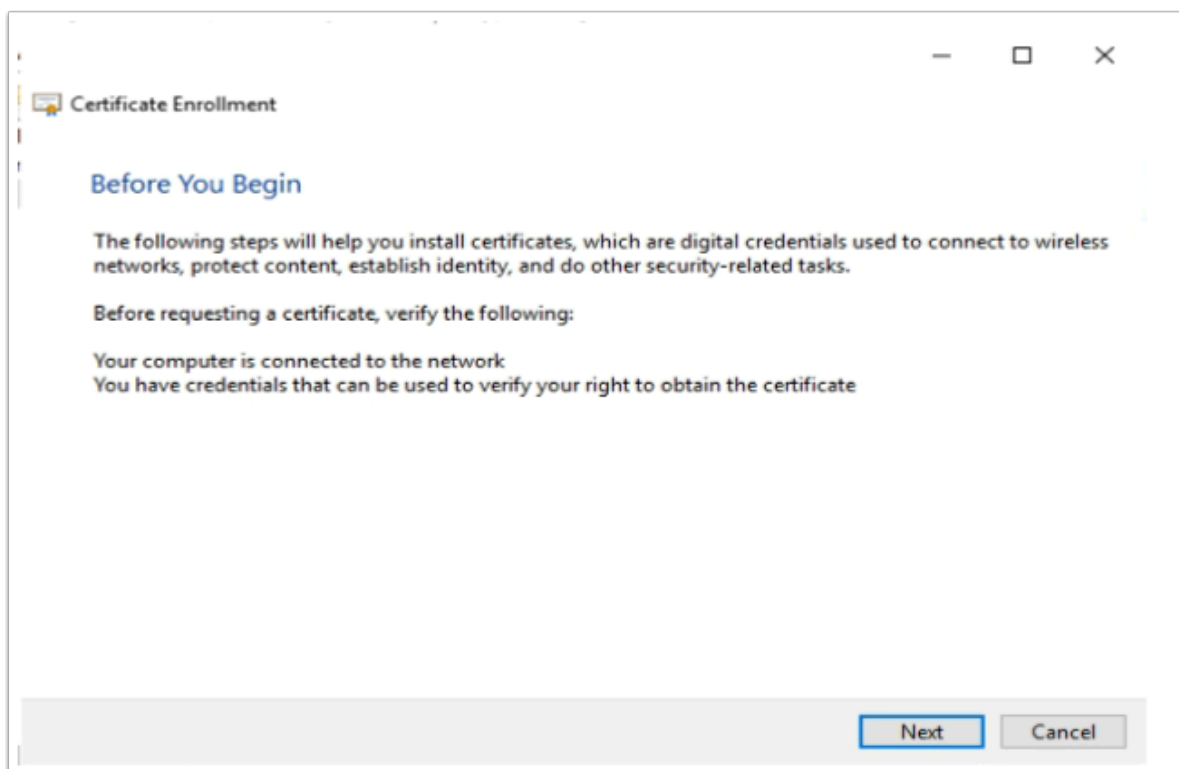 Certificate Enrollment
Before You Begin
The following steps will help you install certificates, which are digital credentials used to connect to wireless
networks, protect content, establish identity, and do other security-related tasks.
Before requesting a certificate, verify the following:
Your computer is connected to the network
You have credentials that can be used to verify your right to obtain the certificate
Next Cancel